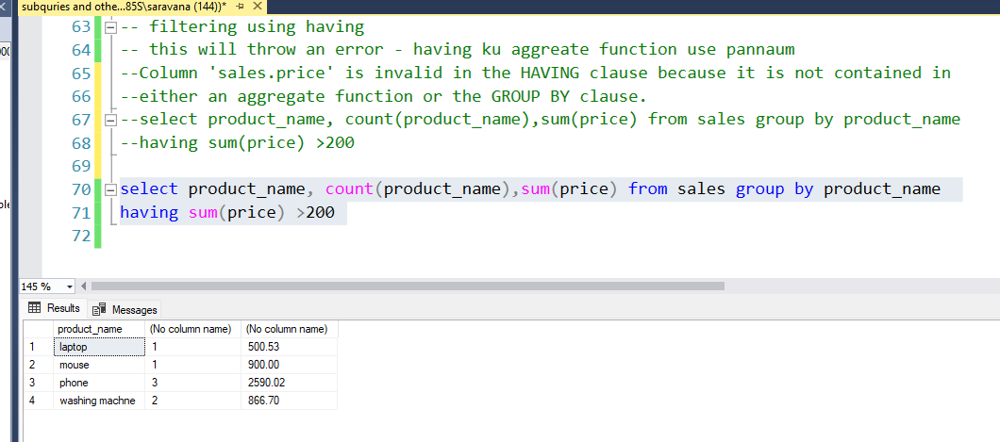 subquries and othe...85S\saravana (144))*
63 -- filtering using having
64 -- this will throw an error - having ku aggreate function use pannaum
65 --Column 'sales.price' is invalid in the HAVING clause because it is not contained in
66 --either an aggregate function or the GROUP BY clause.
67 --select product_name, count(product_name),sum(price) from sales group by product_name
68 --having sum(price) >200
69
70 select product_name, count(product_name),sum(price) from sales group by product_name
71 having sum(price) >200
72
145 %
Results Messages
product_name (No column name) (No column name)
1 laptop 1 500.53
2 mouse 1 900.00
3 phone 3 2590.02
4 washing machne 2 866.70